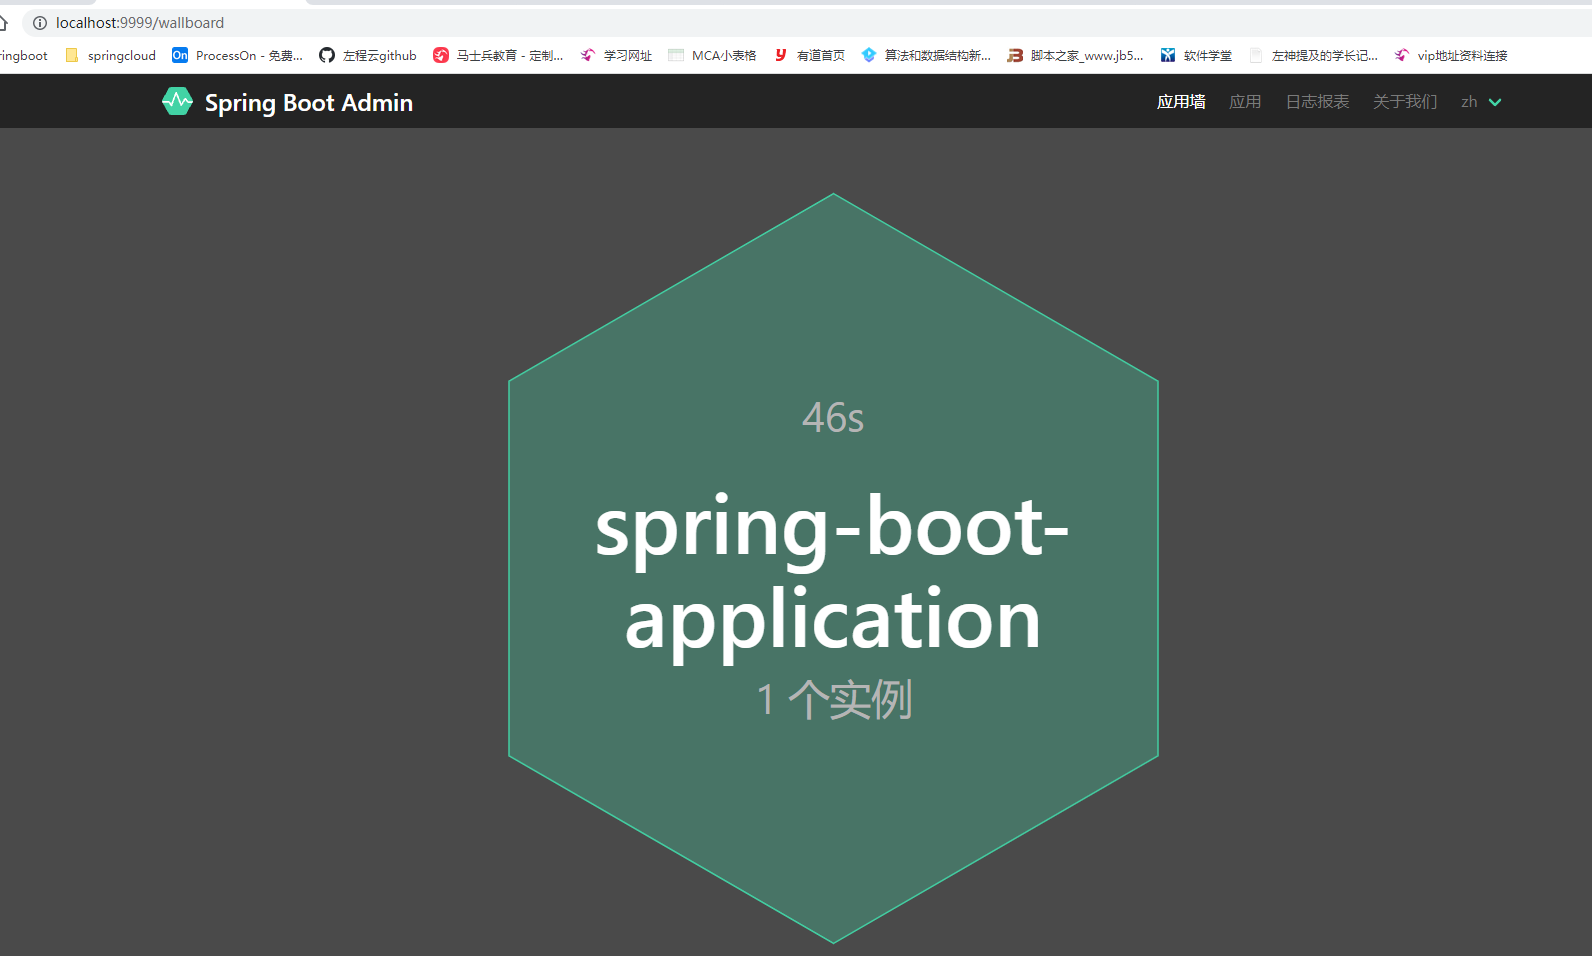 localhost:9999/wallboard
ringboot springcloud On ProcessOn - 免费... 左程云github 马士兵教育 - 定制... 学习网址 MCA小表格 有道首页 算法和数据结构新... 脚本之家_www.jb5... 软件学堂 左神提及的学长记... vip地址资料连接
Spring Boot Admin 应用墙 应用 日志报表 关于我们 zh
46s
spring-boot-
application
1 个实例